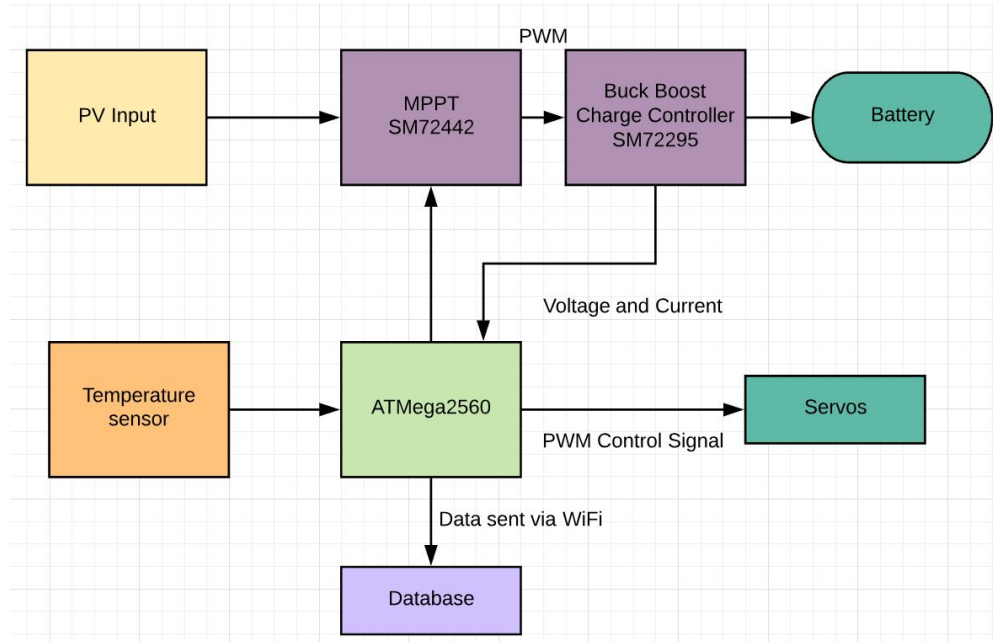 PWM
PV Input
MPPT
SM72442
Buck Boost
Charge Controller
SM72295
Battery
Voltage and Current
Temperature
sensor
ATMega2560
Servos
PWM Control Signal
Data sent via WiFi
Database